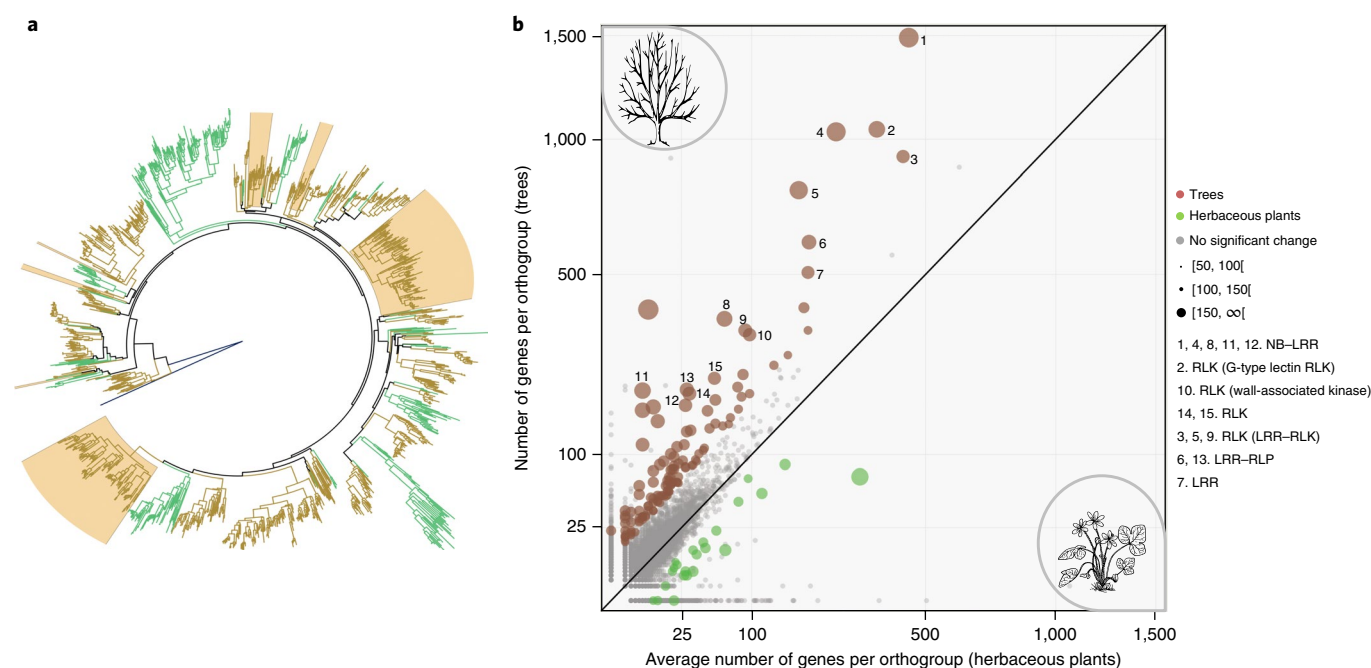 a
b
1,500
1,000
500
100
25
Number of genes per orthogroup (trees)
1
2
4
3
5
6
7
8
9
10
11
13
15
14
12
25
100
500
1,000
1,500
Average number of genes per orthogroup (herbaceous plants)
Trees
Herbaceous plants
No significant change
[50, 100[
[100, 150[
[150, ∞[
1, 4, 8, 11, 12. NB–LRR
2. RLK (G-type lectin RLK)
10. RLK (wall-associated kinase)
14, 15. RLK
3, 5, 9. RLK (LRR–RLK)
6, 13. LRR–RLP
7. LRR